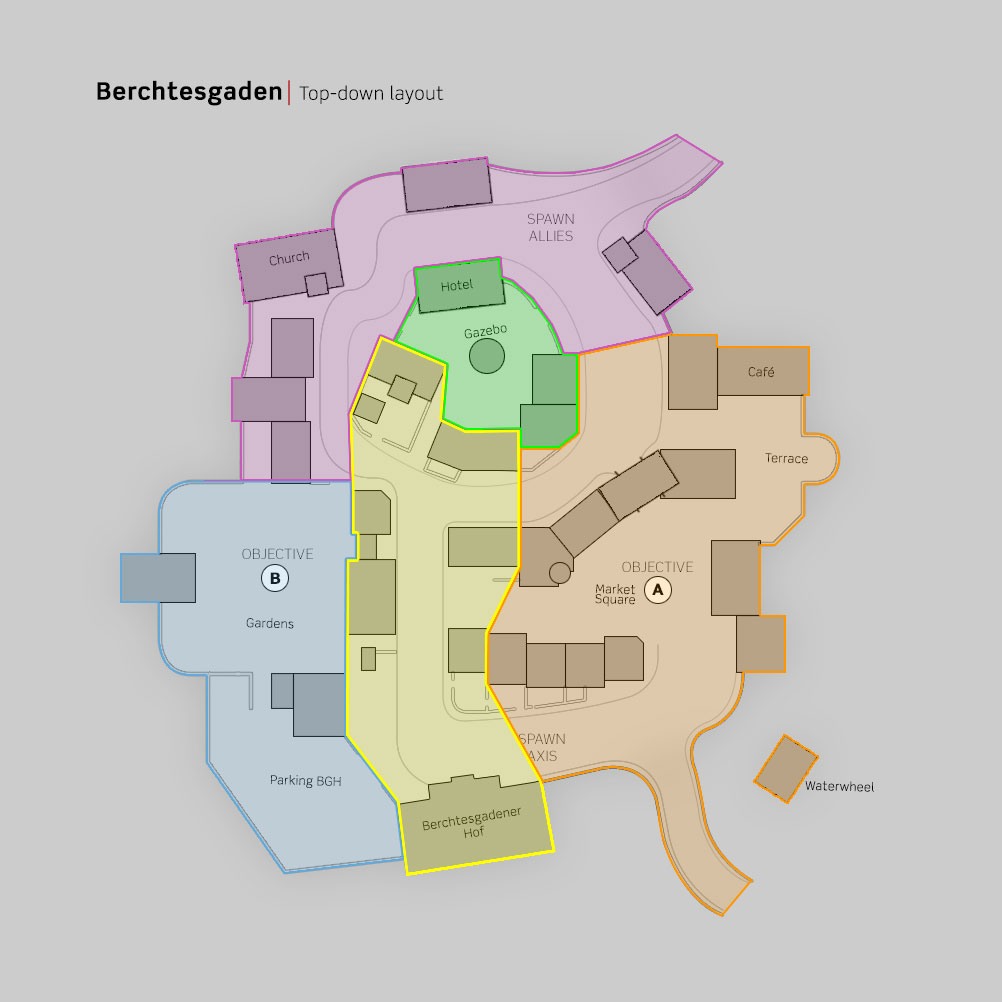 Berchtesgaden | Top-down layout
SPAWN
ALLIES
Church
Hotel
Gazebo
Café
Terrace
OBJECTIVE
B
Gardens
OBJECTIVE
A
Market
Square
SPAWN
AXIS
Parking BGH
Waterwheel
Berchtesgadener
Hof